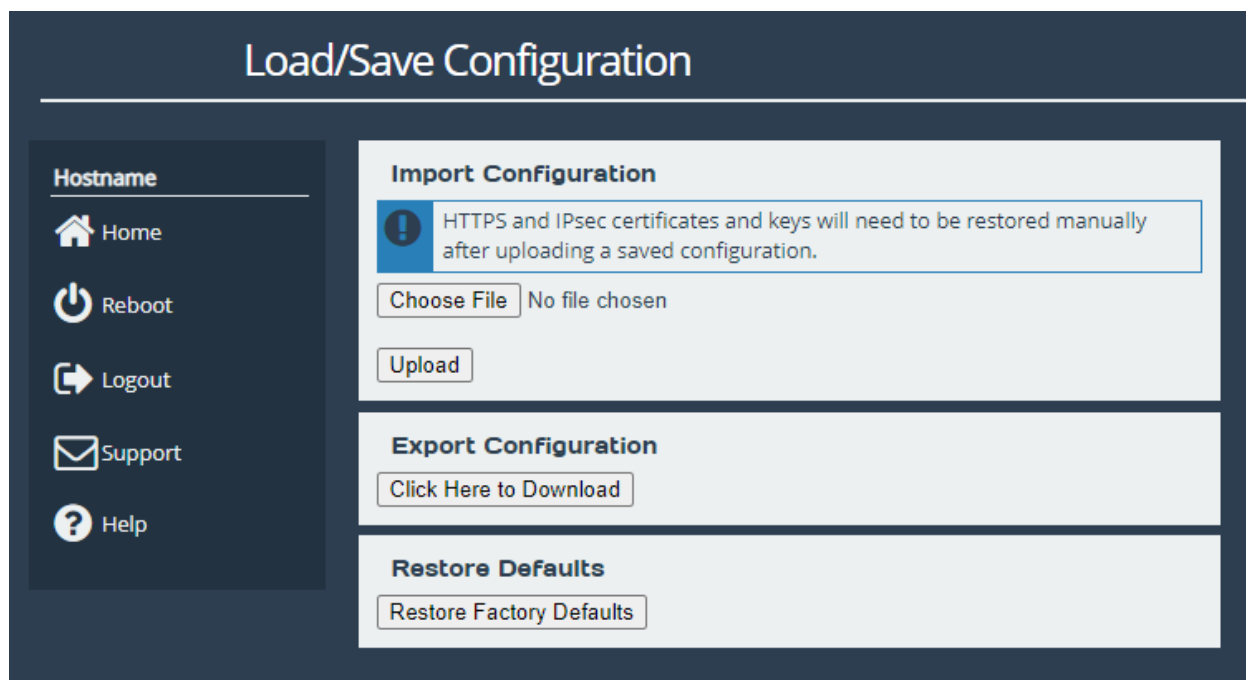 Load/Save Configuration
Hostname
Home
Reboot
Logout
Support
Help
Import Configuration
HTTPS and IPsec certificates and keys will need to be restored manually
after uploading a saved configuration.
Choose File No file chosen
Upload
Export Configuration
Click Here to Download
Restore Defaults
Restore Factory Defaults